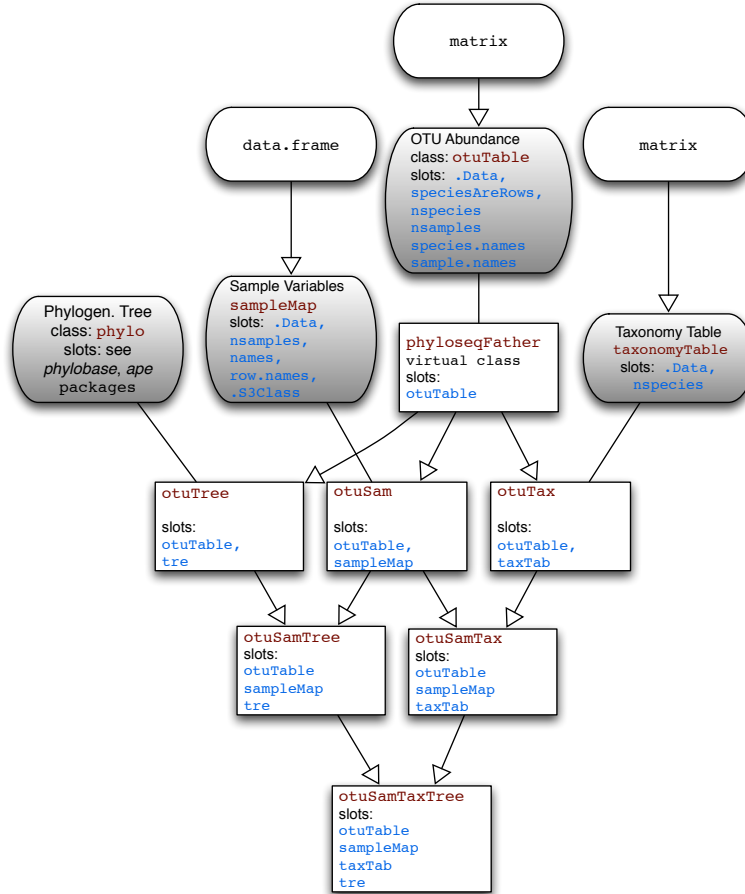 matrix
data.frame
OTU Abundance
class: otuTable
slots: .Data,
speciesAreRows,
nspecies
nsamples
species.names
sample.names
matrix
Phylogen. Tree
class: phylo
slots: see
phylobase, ape
packages
Sample Variables
sampleMap
slots: .Data,
nsamples,
names,
row.names,
.S3Class
phyloseqFather
virtual class
slots:
otuTable
Taxonomy Table
taxonomyTable
slots: .Data,
nspecies
otuTree
slots:
otuTable,
tre
otuSam
slots:
otuTable,
sampleMap
otuTax
slots:
otuTable,
taxTab
otuSamTree
slots:
otuTable
sampleMap
tre
otuSamTax
slots:
otuTable
sampleMap
taxTab
otuSamTaxTree
slots:
otuTable
sampleMap
taxTab
tre